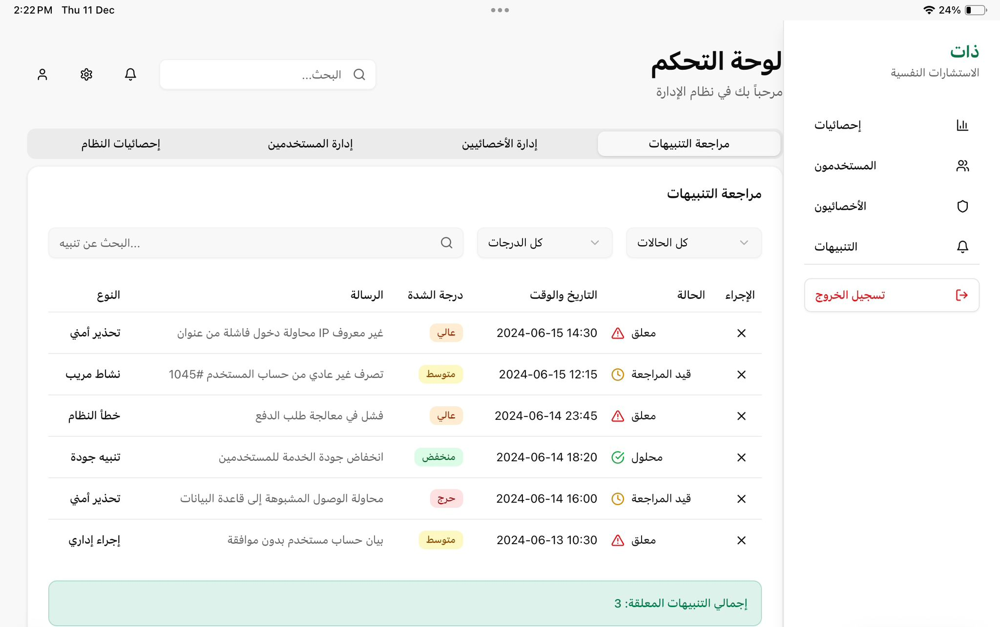 2:22 PM Thu 11 Dec
24%
ذات
الاستشارات النفسية
إحصائيات
المستخدمون
الأخصائيون
التنبيهات
تسجيل الخروج
لوحة التحكم
مرحباً بك في نظام الإدارة
البحث...
مراجعة التنبيهات إدارة الأخصائيين إدارة المستخدمين إحصائيات النظام
مراجعة التنبيهات
كل الحالات كل الدرجات البحث عن تنبيه...
الإجراء الحالة التاريخ والوقت درجة الشدة الرسالة النوع
معلق 2024-06-15 14:30 عالي محاولة دخول فاشلة من عنوان IP غير معروف تحذير أمني
قيد المراجعة 2024-06-15 12:15 متوسط تصرف غير عادي من حساب المستخدم #1045 نشاط مريب
معلق 2024-06-14 23:45 عالي فشل في معالجة طلب الدفع خطأ النظام
محلول 2024-06-14 18:20 منخفض انخفاض جودة الخدمة للمستخدمين تنبيه جودة
قيد المراجعة 2024-06-14 16:00 حرج محاولة الوصول المشبوهة إلى قاعدة البيانات تحذير أمني
معلق 2024-06-13 10:30 متوسط بيان حساب مستخدم بدون موافقة إجراء إداري
إجمالي التنبيهات المعلقة: 3